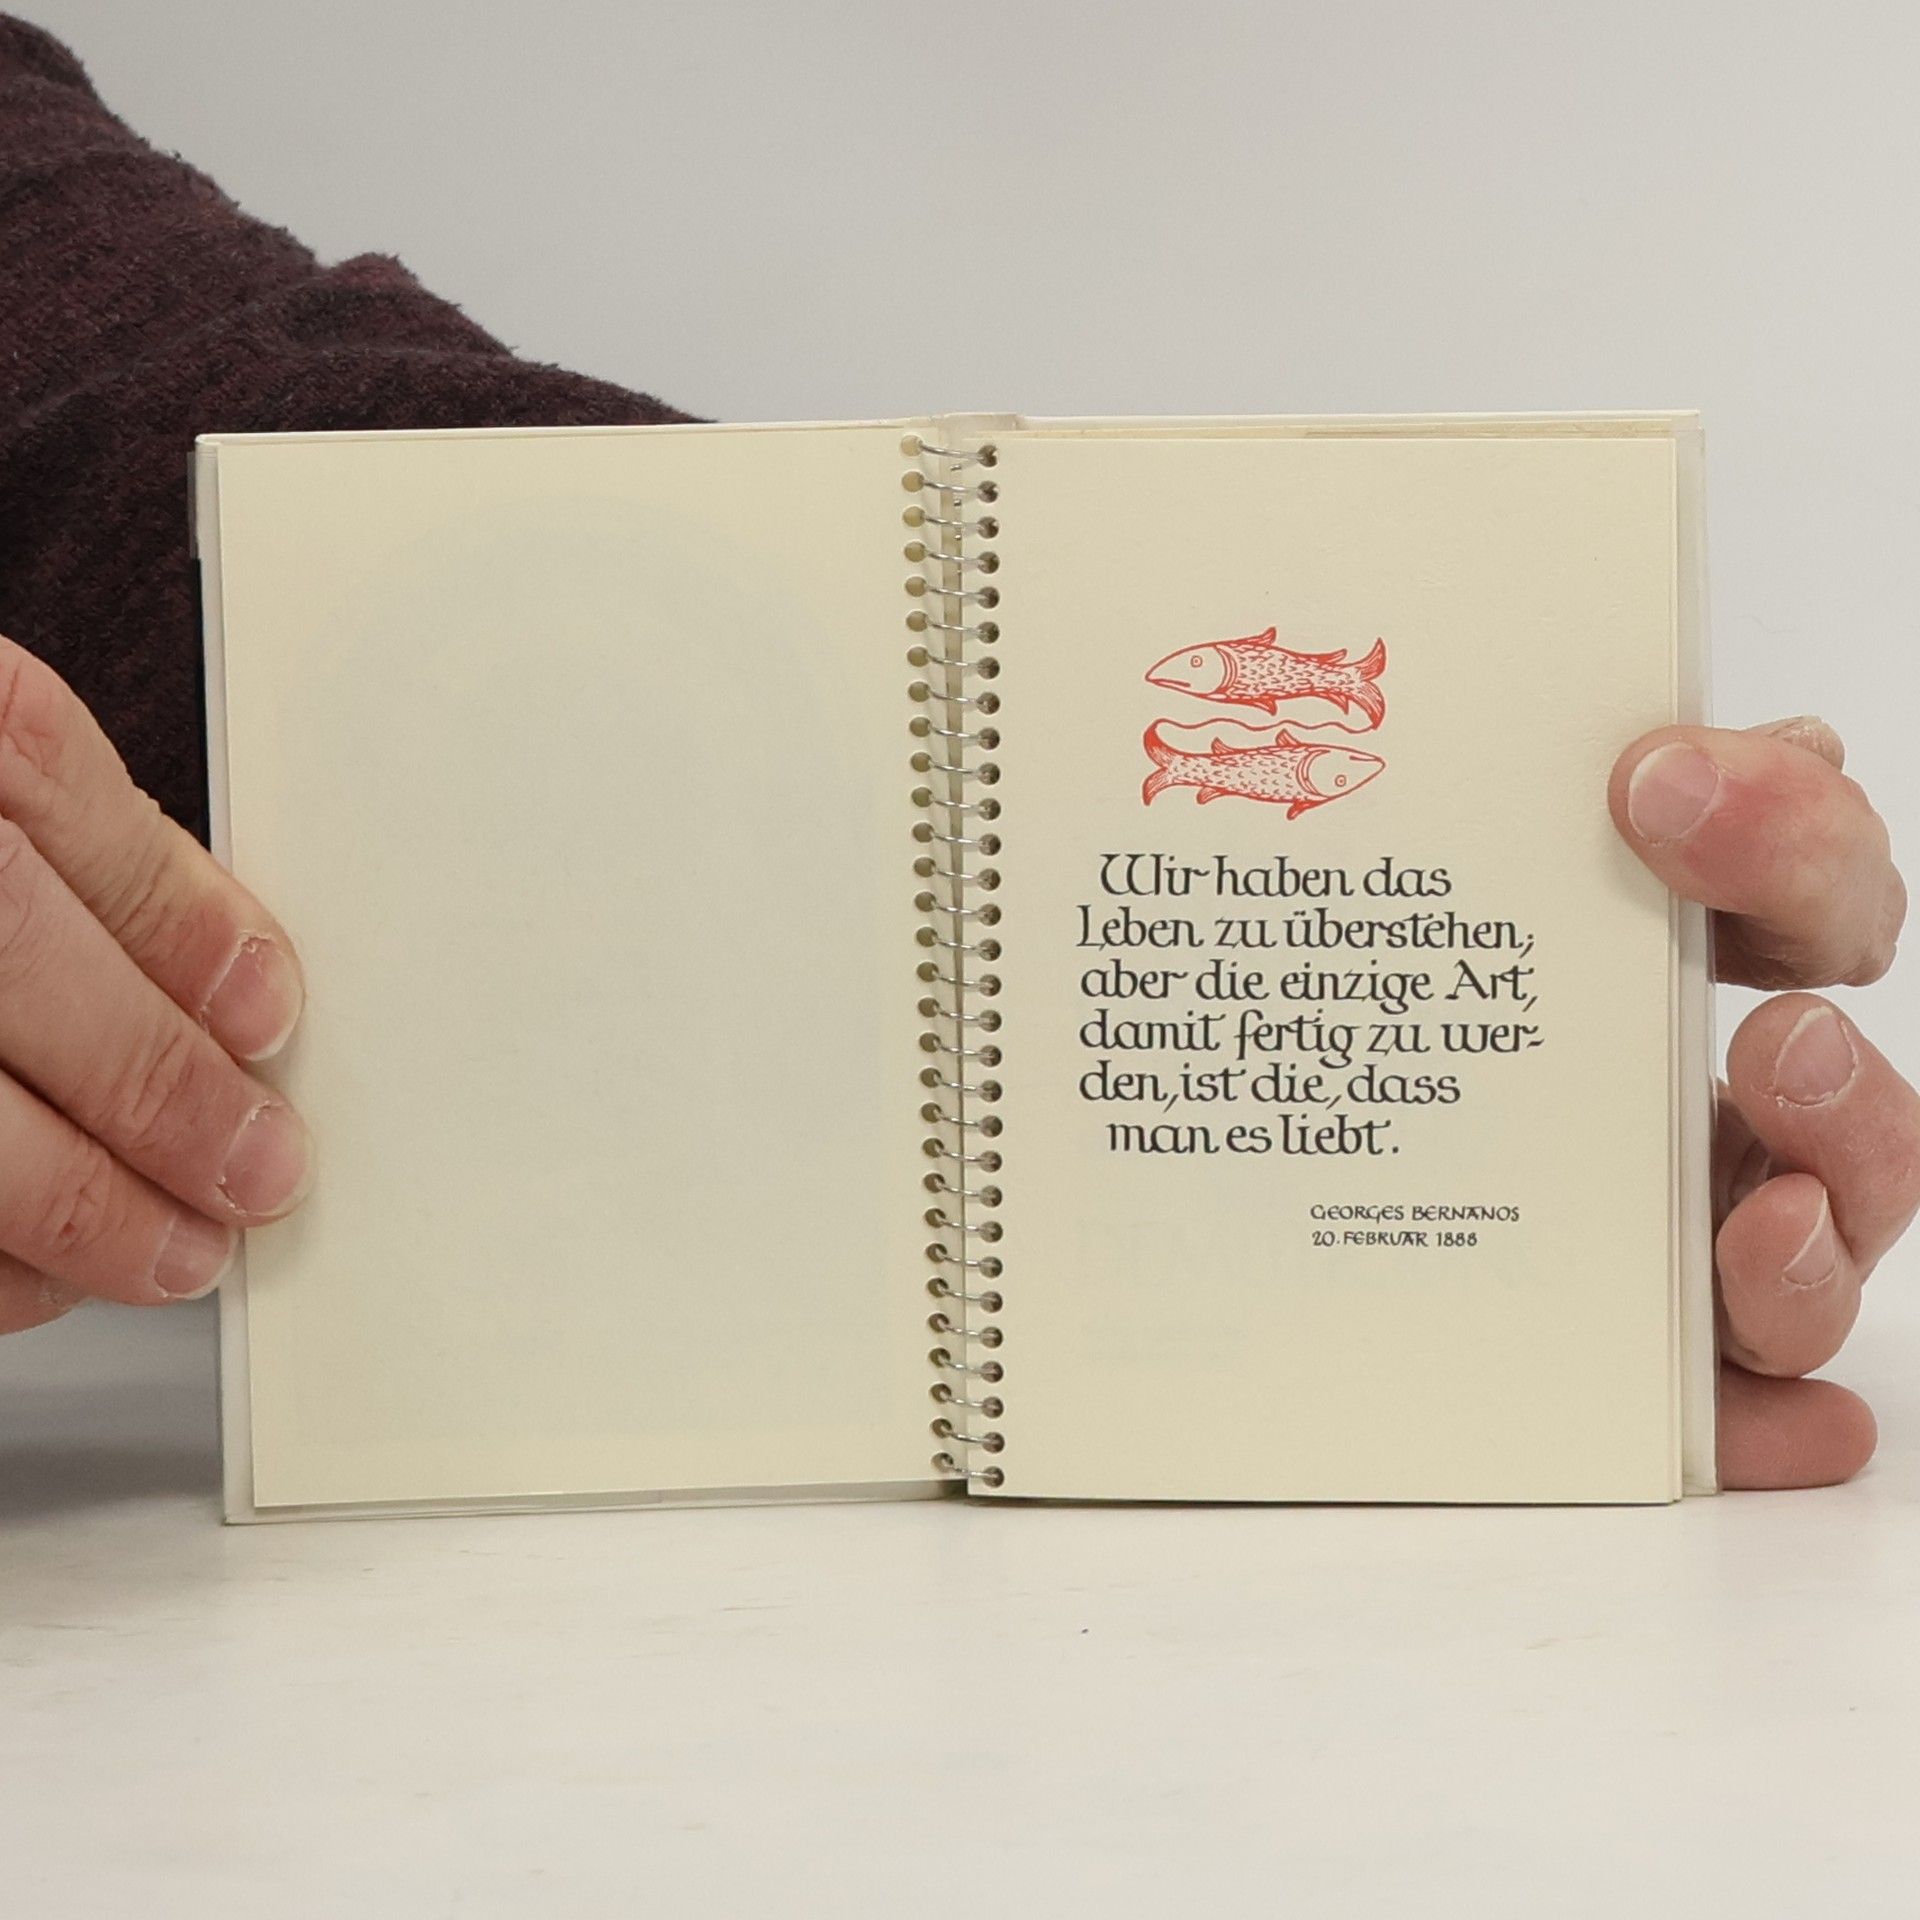 Wir haben das
Leben zu überstehen;
aber die einzige Art,
damit fertig zu wer-
den, ist die, dass
man es liebt.
GEORGES BERNANOS
20. FEBRUAR 1888